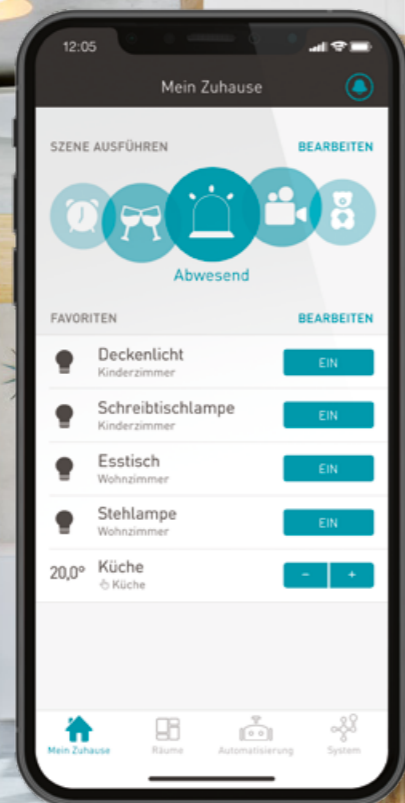 12:05
Mein Zuhause
SZENE AUSFÜHREN BEARBEITEN
Abwesend
FAVORITEN BEARBEITEN
Deckenlicht
Kinderzimmer
EIN
Schreibtischlampe
Kinderzimmer
EIN
Esstisch
Wohnzimmer
EIN
Stehlampe
Wohnzimmer
EIN
20,0° Küche
Küche
− +
Mein Zuhause Räume Automatisierung System